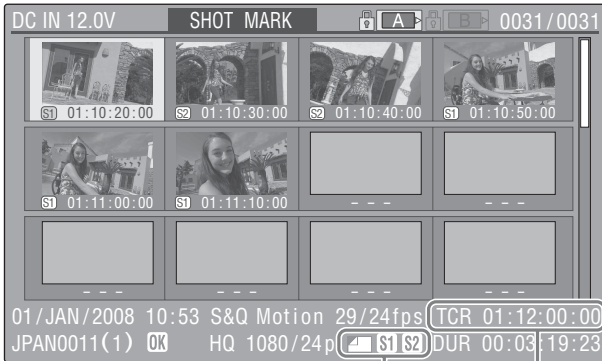 DC IN 12.0V SHOT MARK A B 0031/0031
S1 01:10:20:00 S2 01:10:30:00 S2 01:10:40:00 S1 01:10:50:00
S1 01:11:00:00 S1 01:11:10:00 - - - - - -
- - - - - - - - - - - -
01/JAN/2008 10:53 S&Q Motion 29/24fps TCR 01:12:00:00
JPAN0011(1) OK HQ 1080/24p S1 S2 DUR 00:03:19:23